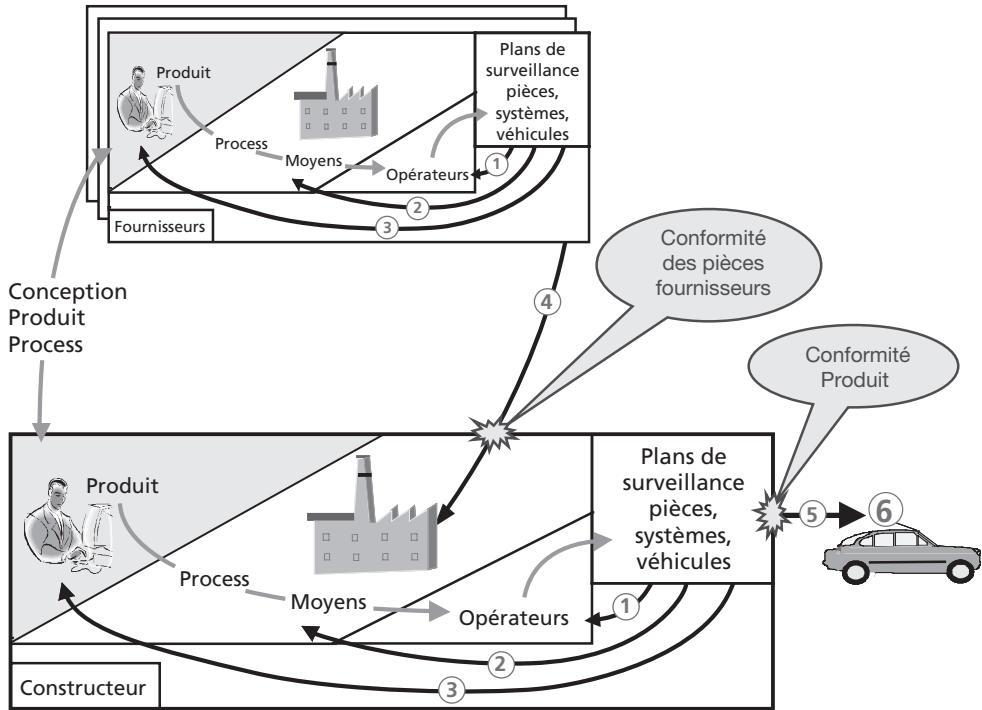 Produit
Process
Moyens
Opérateurs
Plans de
surveillance
pièces,
systèmes,
véhicules
1
2
3
Fournisseurs
Conception
Produit
Process
4
Conformité
des pièces
fournisseurs
Conformité
Produit
Produit
Process
Moyens
Opérateurs
Plans de
surveillance
pièces,
systèmes,
véhicules
5
6
1
2
3
Constructeur